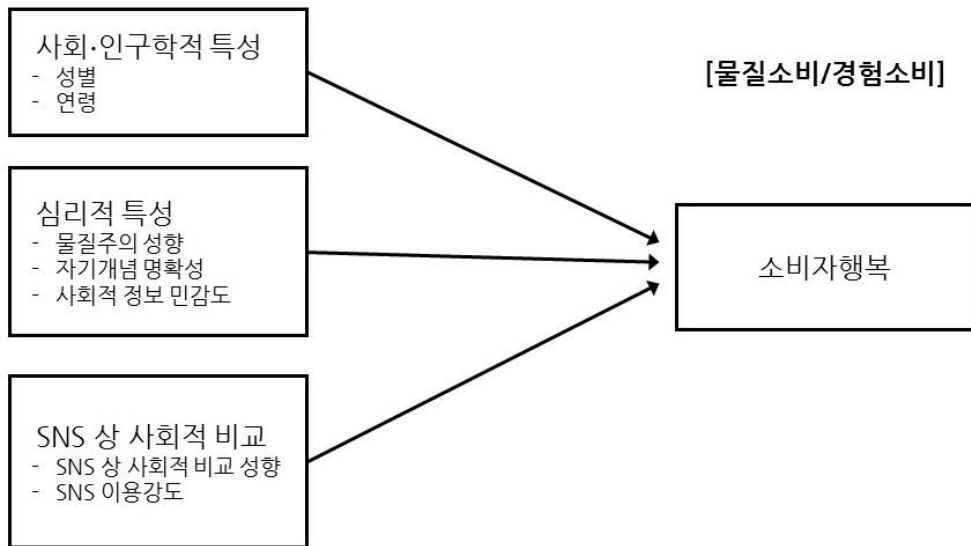 사회·인구학적 특성
- 성별
- 연령
[물질소비/경험소비]
심리적 특성
- 물질주의 성향
- 자기개념 명확성
- 사회적 정보 민감도
소비자행복
SNS 상 사회적 비교
- SNS 상 사회적 비교 성향
- SNS 이용강도